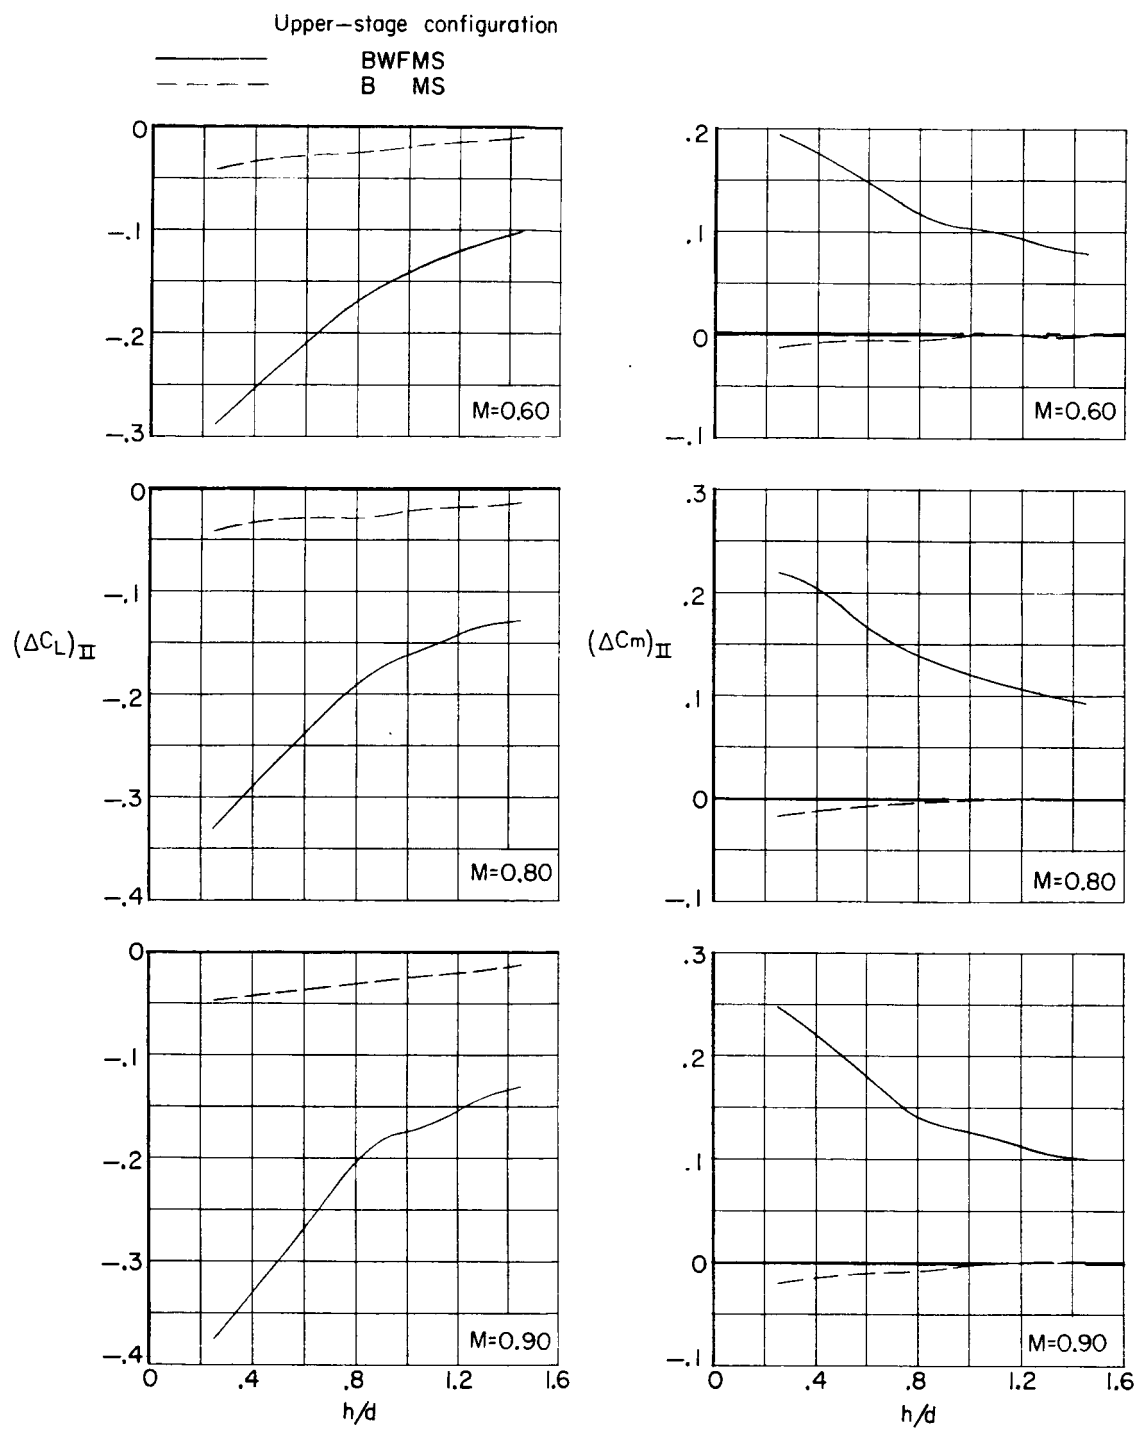 Upper-stage configuration
BWFMS
B MS
0
-.1
-.2
-.3
M=0.60
.2
.1
0
-.1
M=0.60
0
-.1
-.2
-.3
-.4
(ΔCL)II
M=0.80
.3
.2
.1
0
-.1
(ΔCm)II
M=0.80
0
-.1
-.2
-.3
-.4
M=0.90
0 .4 .8 1.2 1.6
h/d
.3
.2
.1
0
-.1
M=0.90
0 .4 .8 1.2 1.6
h/d